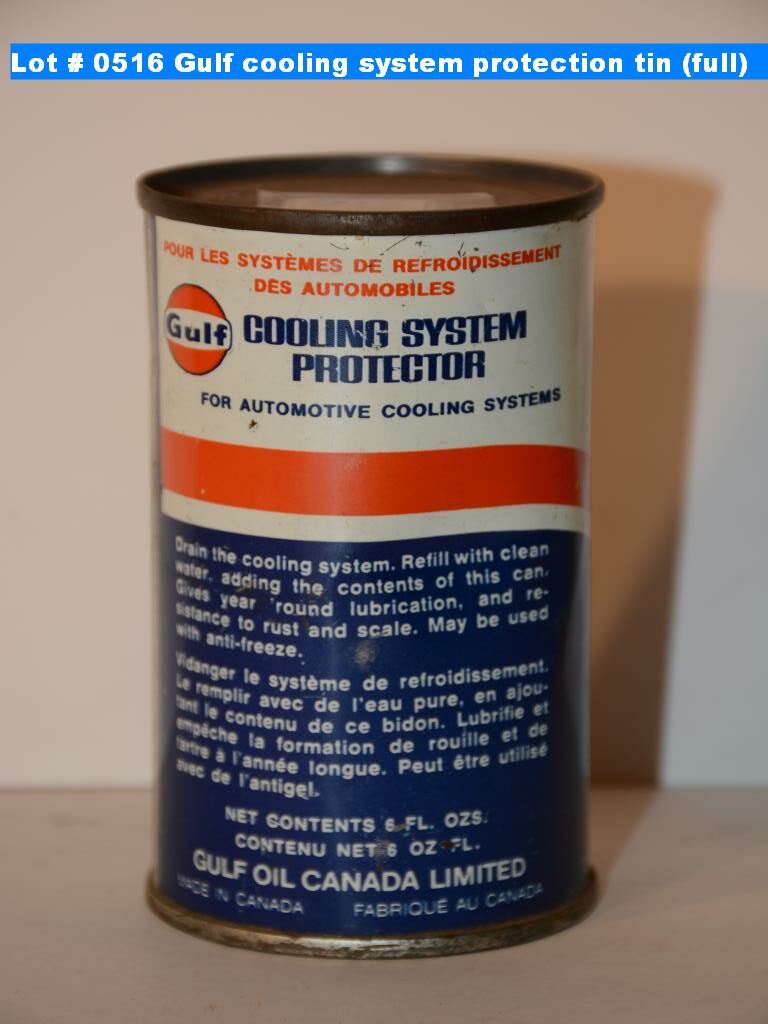 Lot # 0516 Gulf cooling system protection tin (full)
POUR LES SYSTÈMES DE REFROIDISSEMENT
DES AUTOMOBILES
Gulf
COOLING SYSTEM
PROTECTOR
FOR AUTOMOTIVE COOLING SYSTEMS
Drain the cooling system. Refill with clean
water, adding the contents of this can.
Gives year 'round lubrication, and re-
sistance to rust and scale. May be used
with anti-freeze.
Vidanger le système de refroidissement.
Le remplir avec de l'eau pure, en ajou-
tant le contenu de ce bidon. Lubrifie et
empêche la formation de rouille et de
tartre à l'année longue. Peut être utilisé
avec de l'antigel.
NET CONTENTS 6 FL. OZS.
CONTENU NET 6 OZ FL.
GULF OIL CANADA LIMITED
MADE IN CANADA FABRIQUÉ AU CANADA